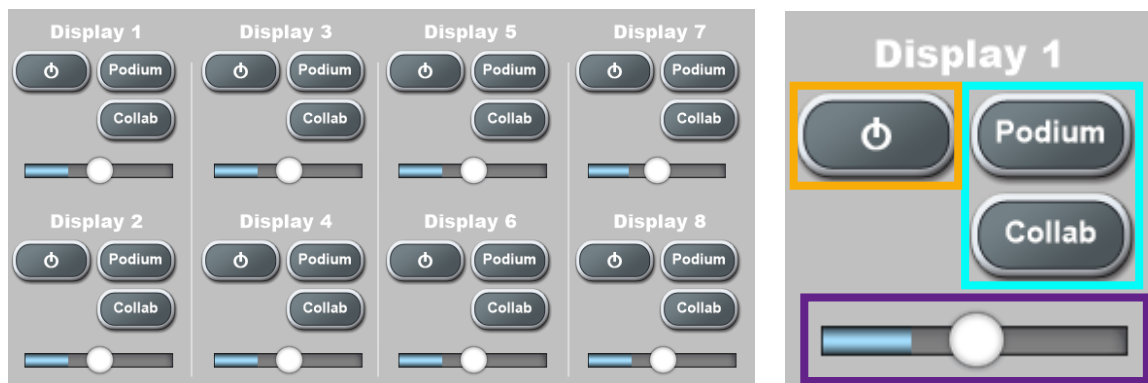 Display 1 Display 3 Display 5 Display 7
Podium Podium Podium Podium
Collab Collab Collab Collab
Display 2 Display 4 Display 6 Display 8
Podium Podium Podium Podium
Collab Collab Collab Collab
Display 1
Podium
Collab